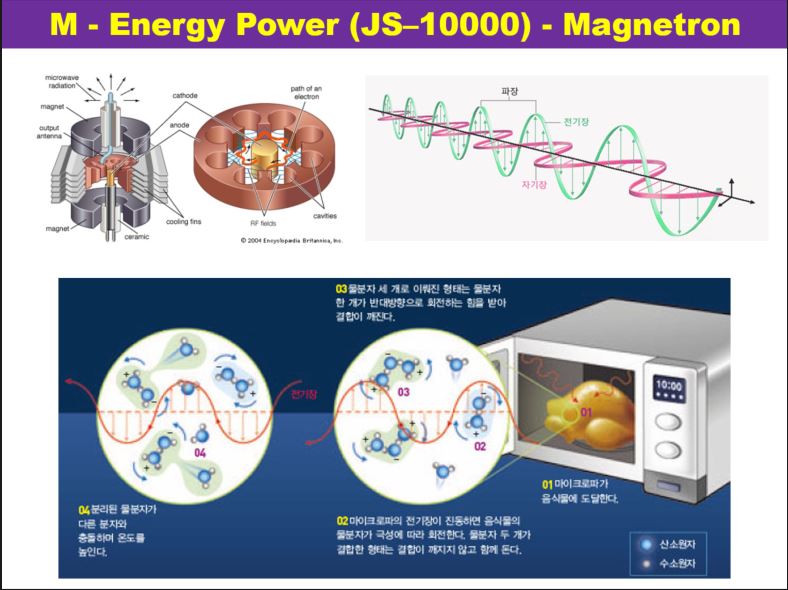 M - Energy Power (JS–10000) - Magnetron
microwave
radiation
magnet
output
antenna
cathode
anode
path of an
electron
magnet
ceramic
cooling fins
RF fields
cavities
© 2004 Encyclopædia Britannica, Inc.
파장
전기장
자기장
03 물분자 세 개로 이뤄진 형태는 물분자
한 개가 반대방향으로 회전하는 힘을 받아
결합이 깨진다.
전기장
10:00
03
01
04
02
01 마이크로파가
음식물에 도달한다.
04 분리된 물분자가
다른 분자와
충돌하며 온도를
높인다.
02 마이크로파의 전기장이 진동하면 음식물의
물분자가 극성에 따라 회전한다. 물분자 두 개가
결합한 형태는 결합이 깨지지 않고 함께 돈다.
산소원자
수소원자